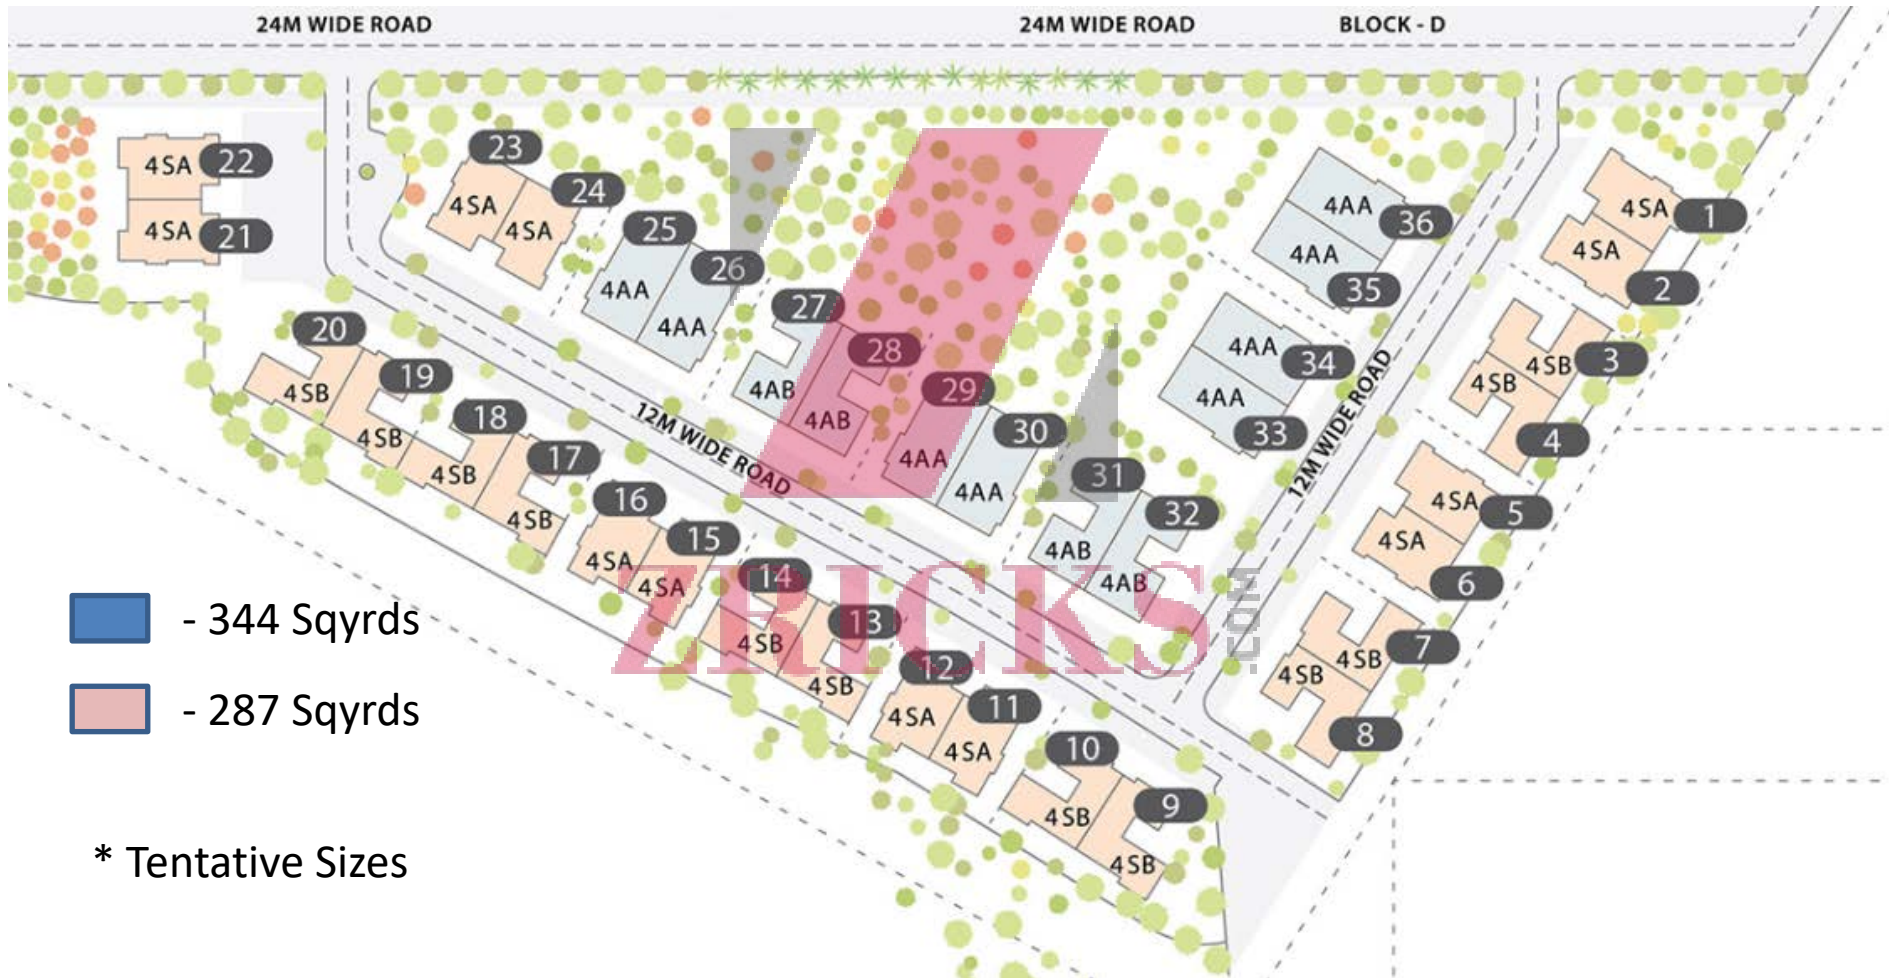 24M WIDE ROAD
24M WIDE ROAD
BLOCK - D
4SA 22
4SA 21
23
4SA
24
4SA
25
4AA
26
4AA
27
4AB
28
4AB
29
4AA
30
4AA
31
4AB
32
4AB
4AA 36
4AA
35
4AA 34
4AA
33
4SA 1
4SA
2
4SB 3
4SB
4
4SA 5
4SA
6
4SB 7
4SB
8
20
4SB
19
4SB
18
4SB
17
4SB
16
4SA
15
4SA
14
4SB
13
4SB
12
4SA
11
4SA
10
4SB
9
4SB
12M WIDE ROAD
12M WIDE ROAD
ZRICKS
.COM
- 344 Sqyrds
- 287 Sqyrds
* Tentative Sizes